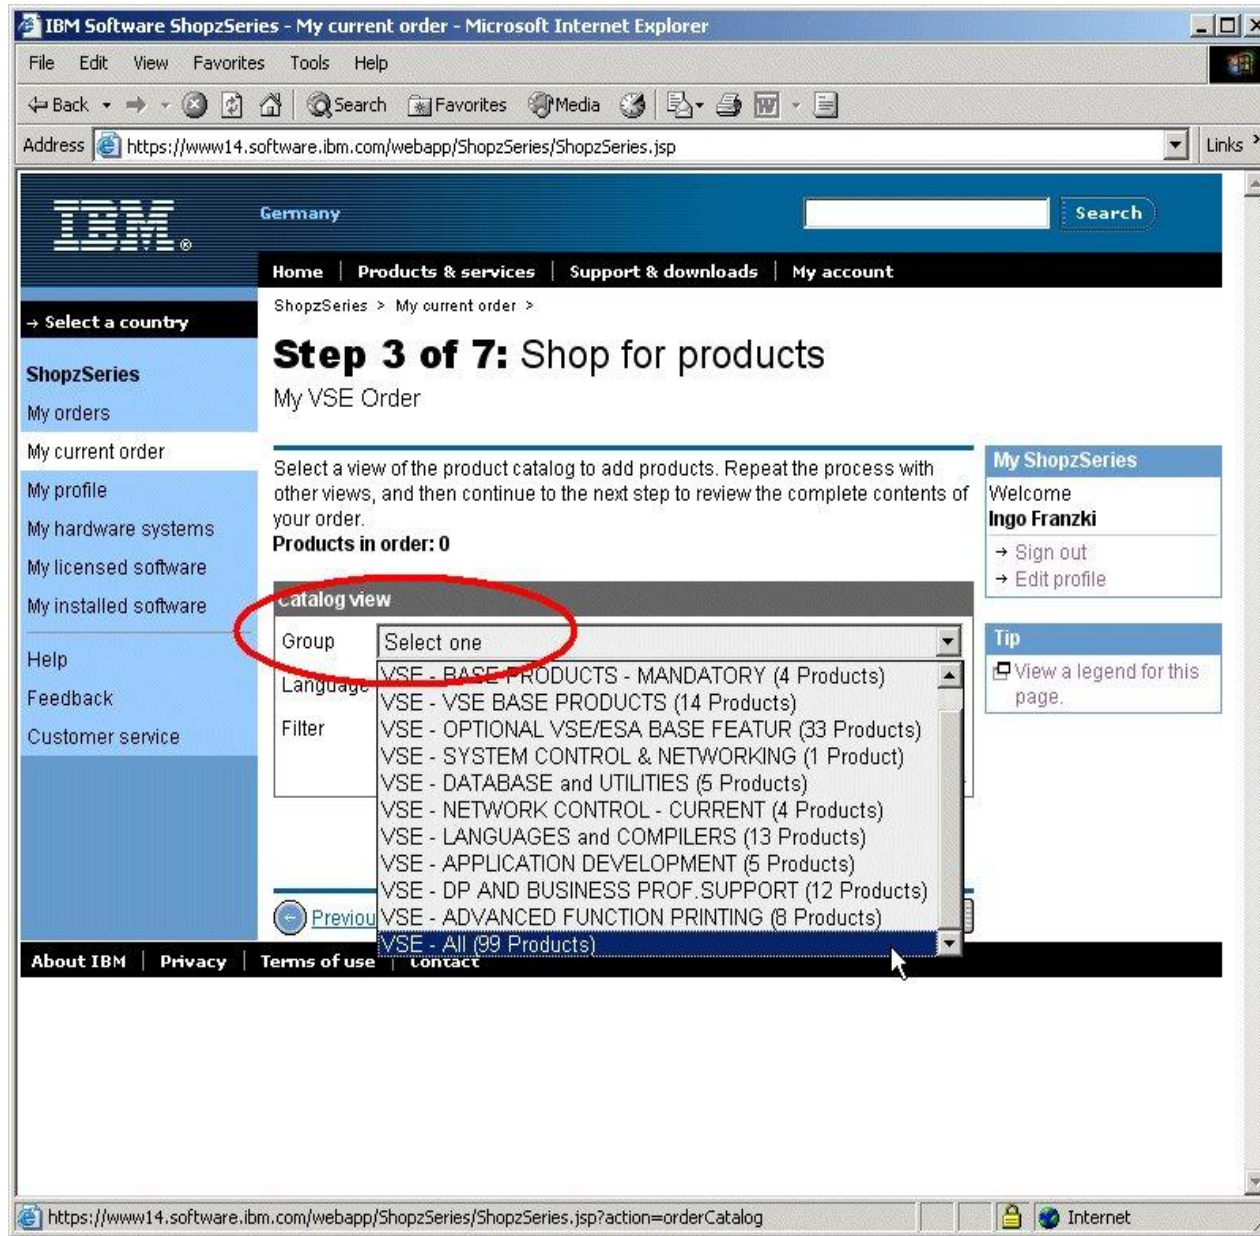 IBM Software ShopzSeries - My current order - Microsoft Internet Explorer
File Edit View Favorites Tools Help
Back Search Favorites Media
Address https://www14.software.ibm.com/webapp/ShopzSeries/ShopzSeries.jsp Links
IBM®
Germany
Search
Home | Products & services | Support & downloads | My account
→ Select a country
ShopzSeries
My orders
My current order
My profile
My hardware systems
My licensed software
My installed software
Help
Feedback
Customer service
ShopzSeries > My current order >
Step 3 of 7: Shop for products
My VSE Order
Select a view of the product catalog to add products. Repeat the process with
other views, and then continue to the next step to review the complete contents of
your order.
Products in order: 0
Catalog view
Group Select one
Language
Filter
VSE - BASE PRODUCTS - MANDATORY (4 Products)
VSE - VSE BASE PRODUCTS (14 Products)
VSE - OPTIONAL VSE/ESA BASE FEATUR (33 Products)
VSE - SYSTEM CONTROL & NETWORKING (1 Product)
VSE - DATABASE and UTILITIES (5 Products)
VSE - NETWORK CONTROL - CURRENT (4 Products)
VSE - LANGUAGES and COMPILERS (13 Products)
VSE - APPLICATION DEVELOPMENT (5 Products)
VSE - DP AND BUSINESS PROF.SUPPORT (12 Products)
VSE - ADVANCED FUNCTION PRINTING (8 Products)
VSE - All (99 Products)
Previou
My ShopzSeries
Welcome
Ingo Franzki
→ Sign out
→ Edit profile
Tip
View a legend for this
page.
About IBM | Privacy | Terms of use | Contact
https://www14.software.ibm.com/webapp/ShopzSeries/ShopzSeries.jsp?action=orderCatalog Internet